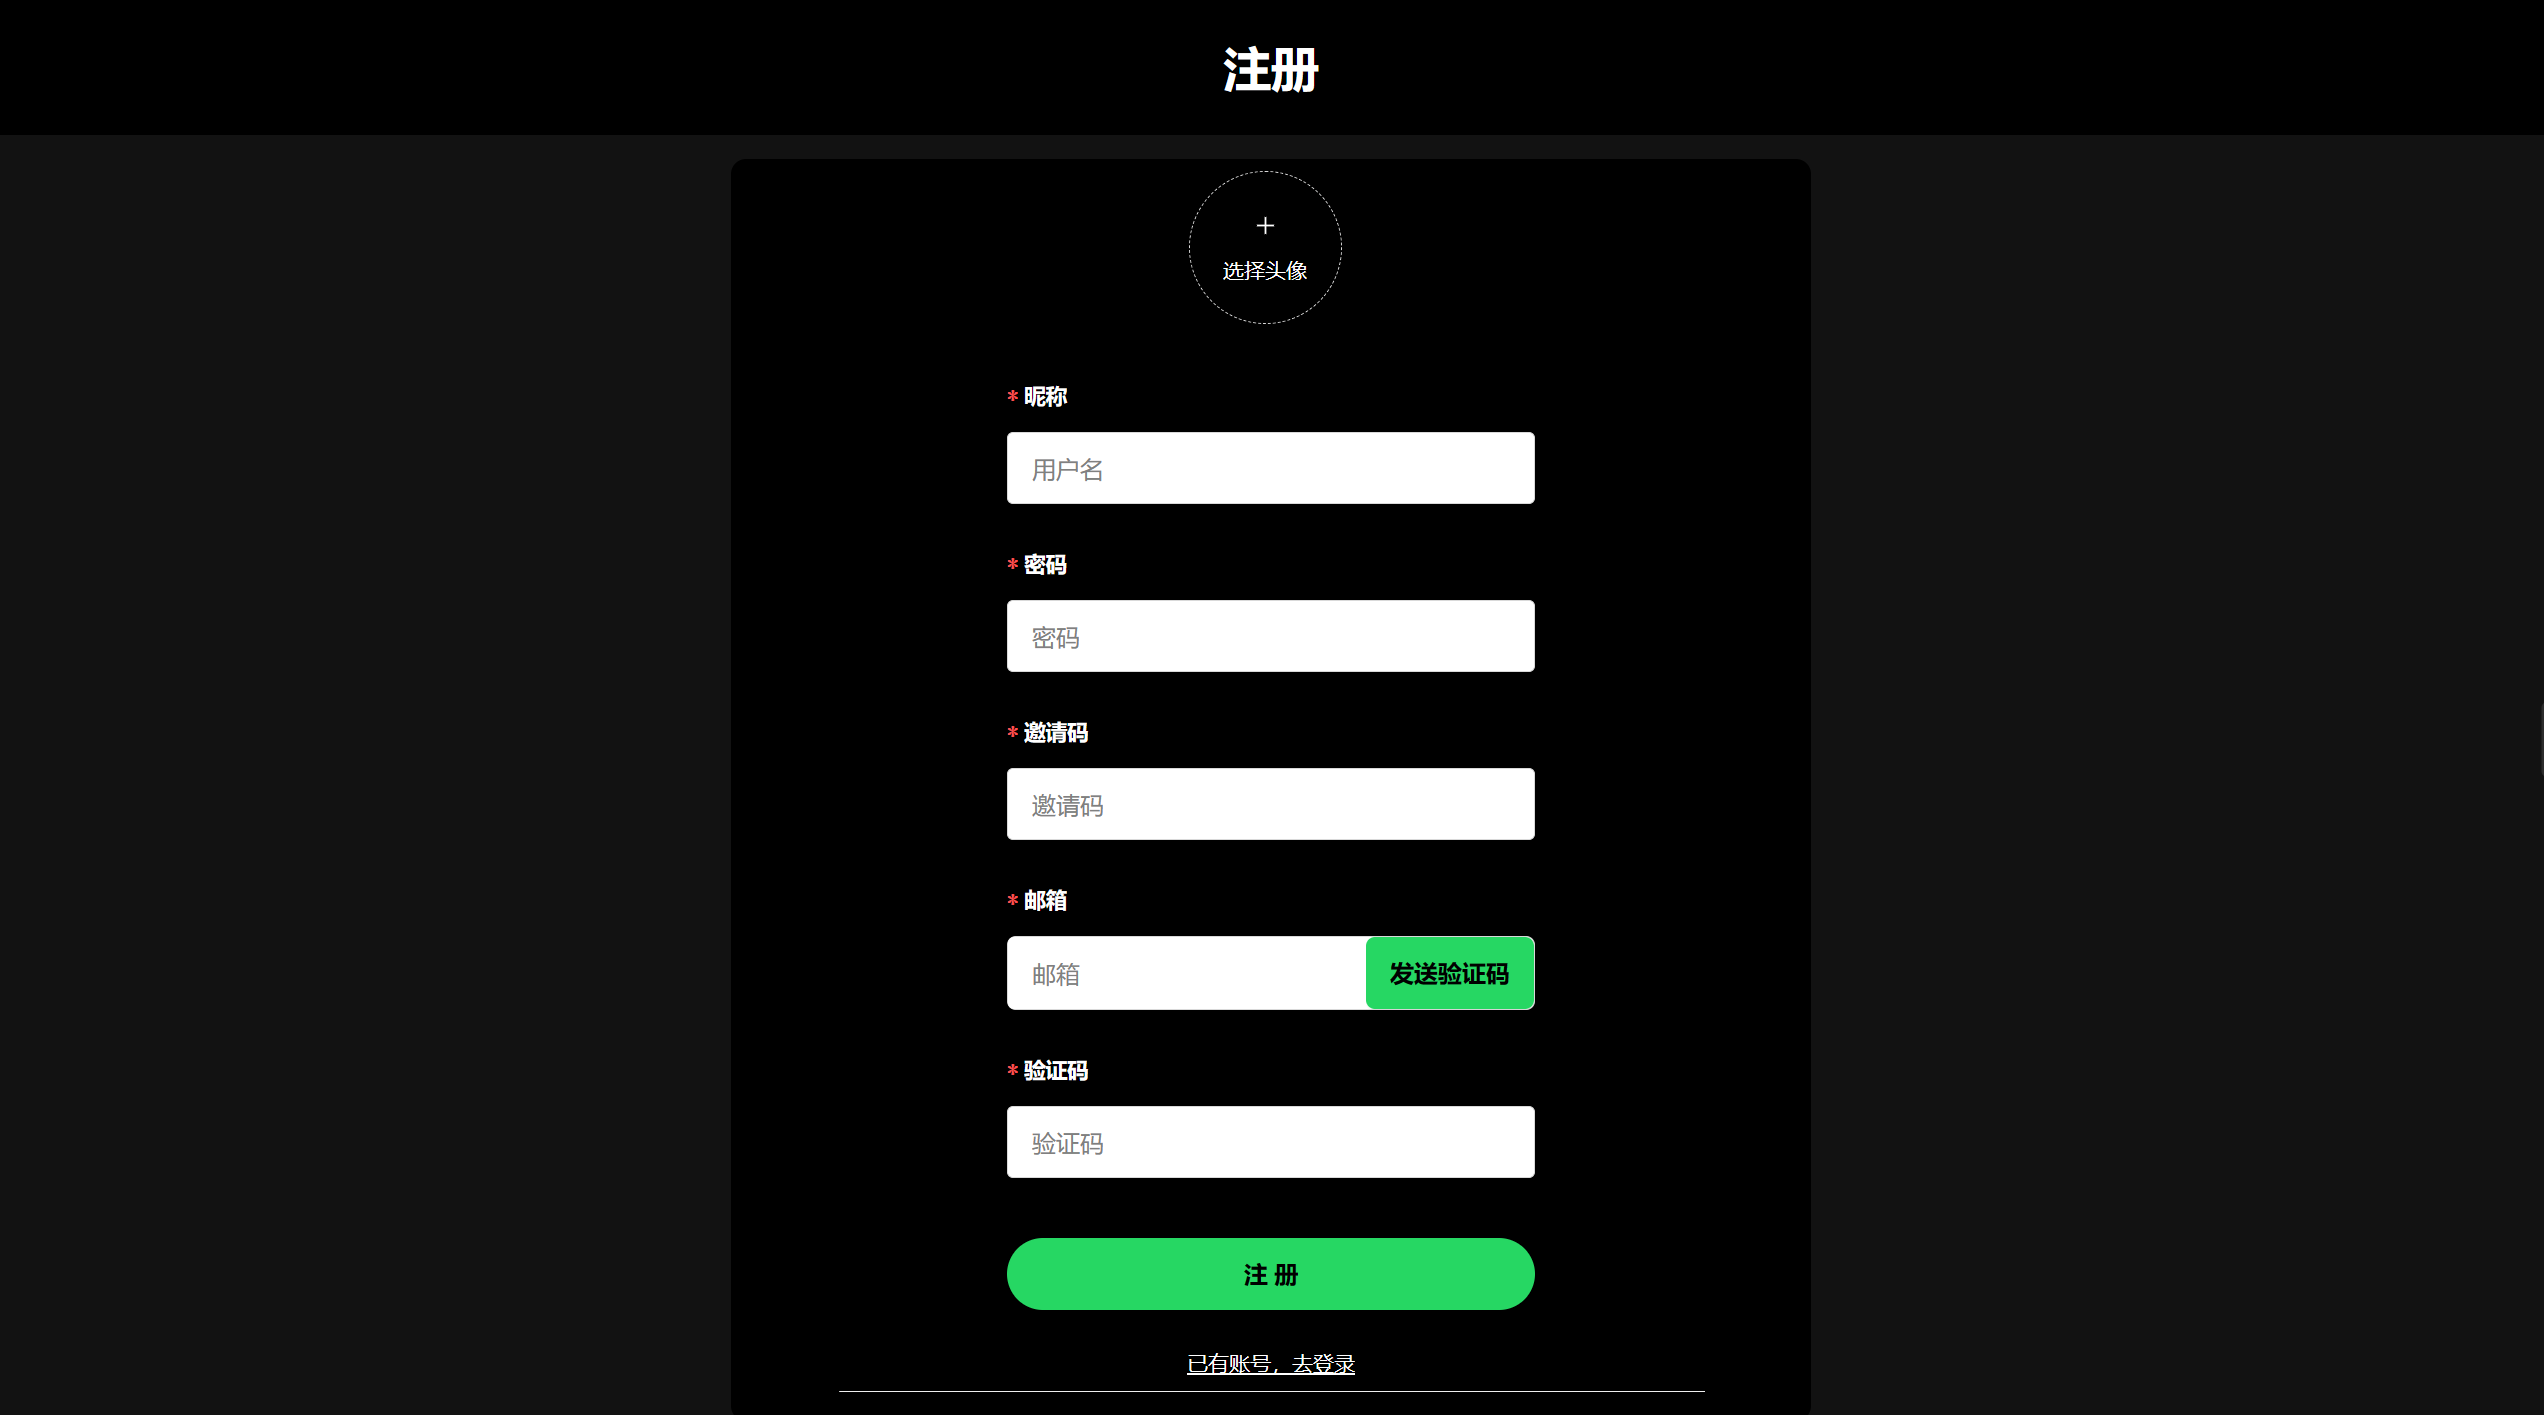 注册
+
选择头像
* 昵称
用户名
* 密码
密码
* 邀请码
邀请码
* 邮箱
邮箱 发送验证码
* 验证码
验证码
注 册
已有账号，去登录